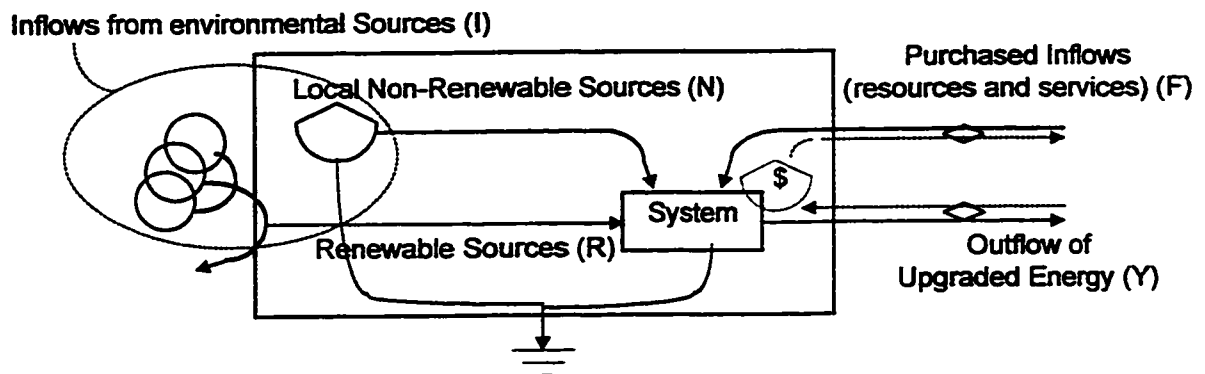 Inflows from environmental Sources (I)
Purchased Inflows
(resources and services) (F)
Local Non-Renewable Sources (N)
$
System
Renewable Sources (R)
Outflow of
Upgraded Energy (Y)